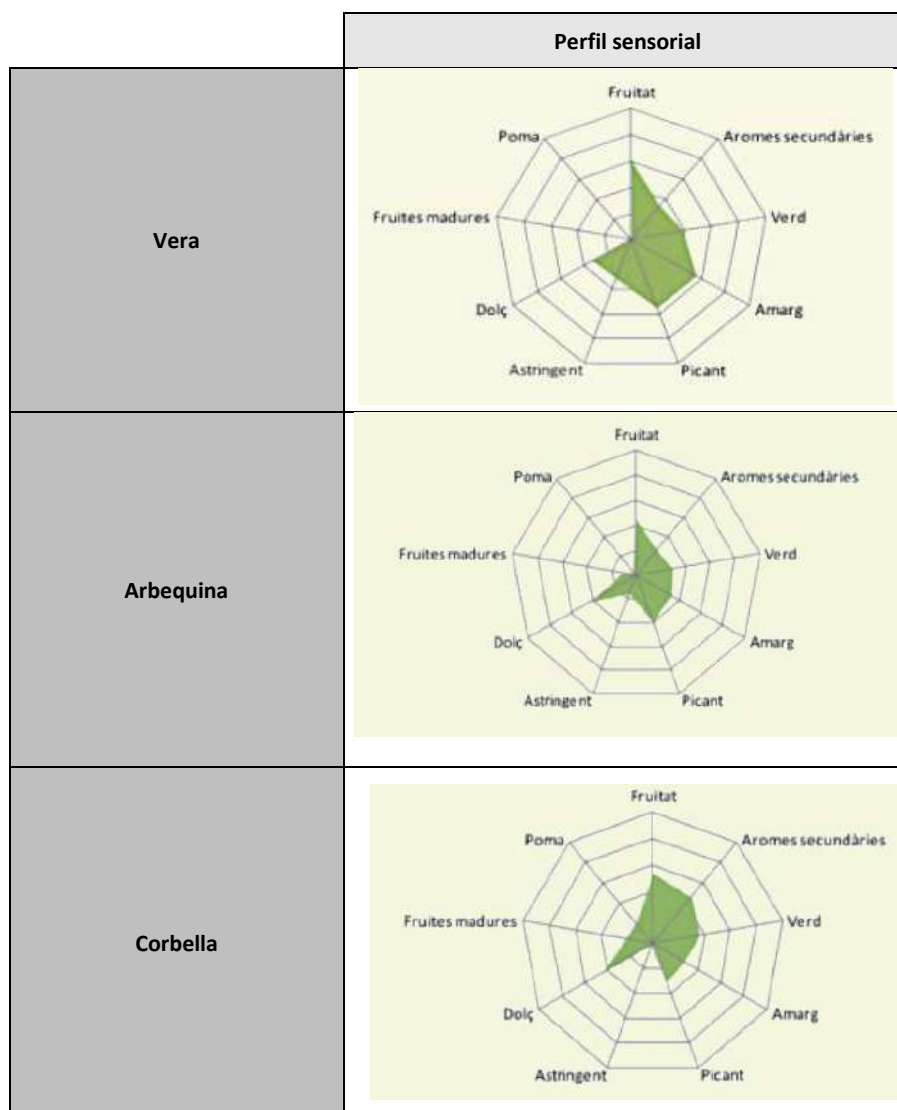 Perfil sensorial
Vera
Fruitat
Poma
Aromes secundàries
Fruites madures
Verd
Dolç
Amarg
Astringent
Picant
Arbequina
Fruitat
Poma
Aromes secundàries
Fruites madures
Verd
Dolç
Amarg
Astringent
Picant
Corbella
Fruitat
Poma
Aromes secundàries
Fruites madures
Verd
Dolç
Amarg
Astringent
Picant